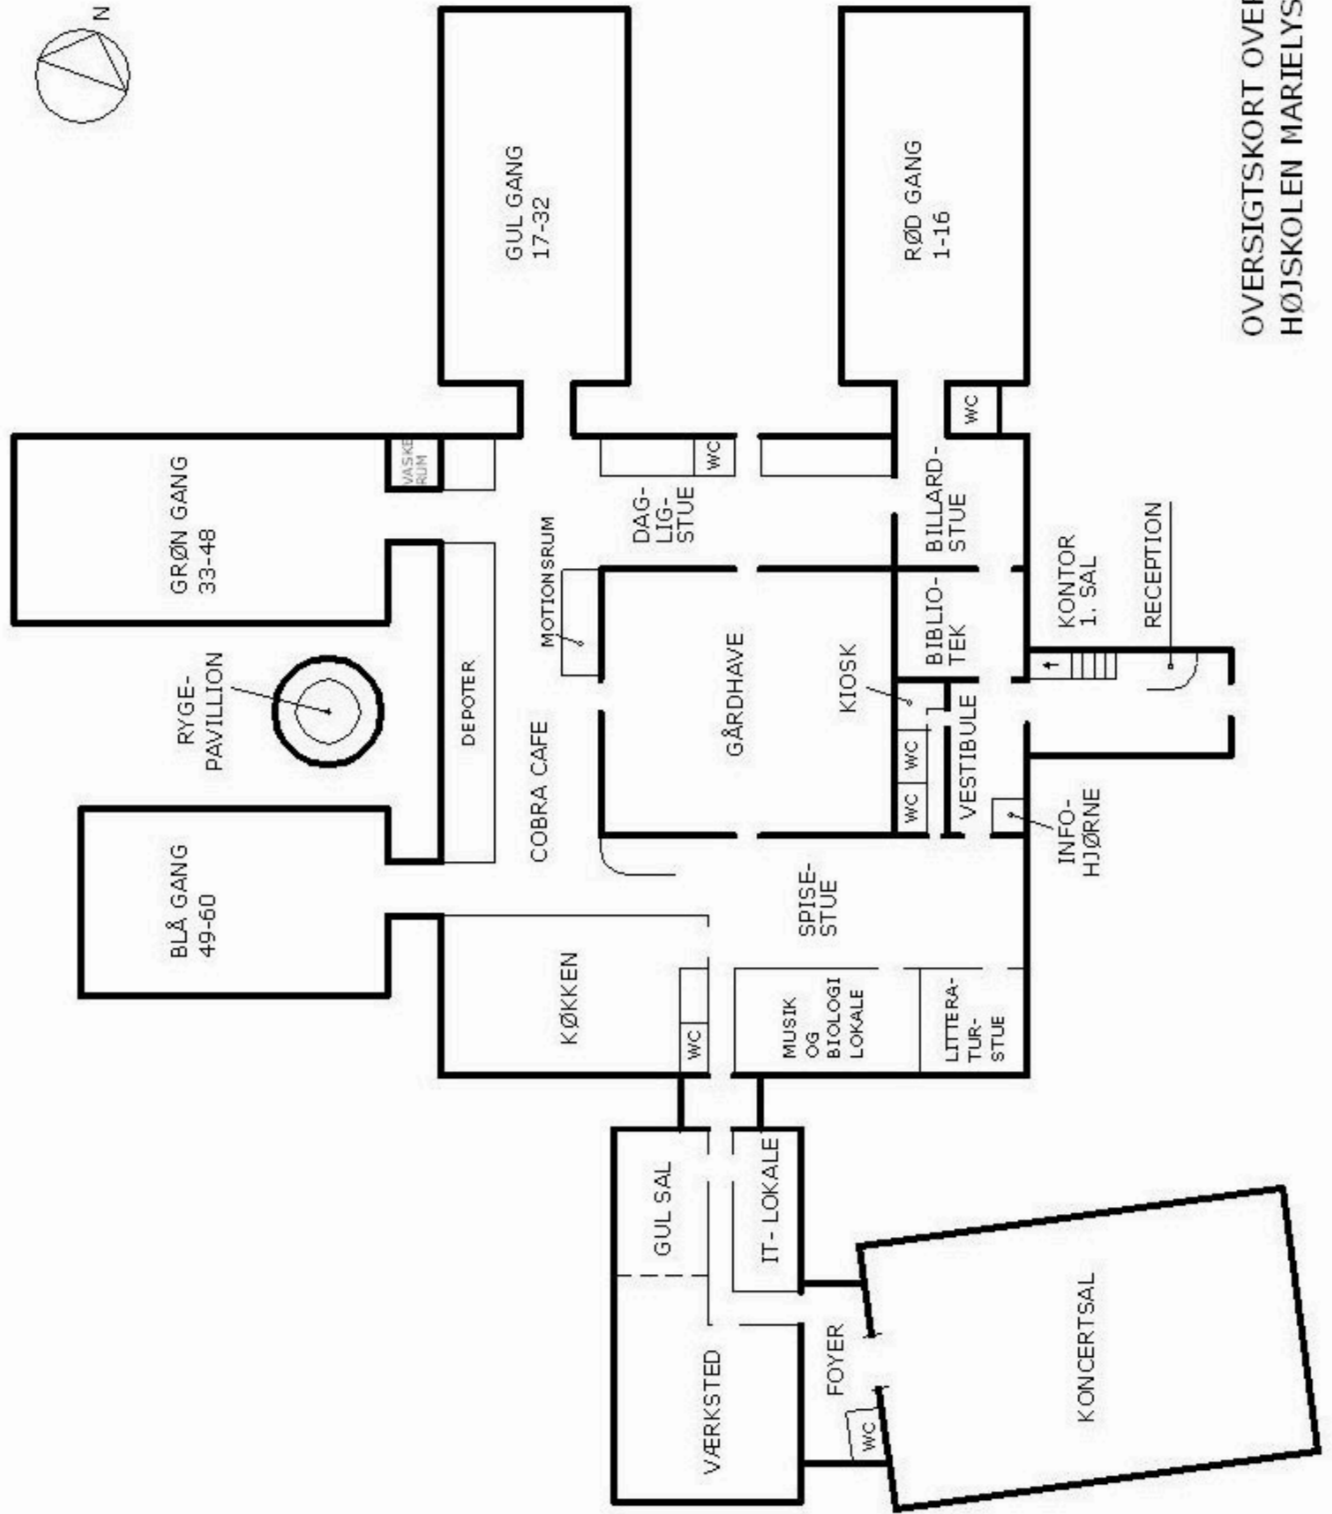 N
BLÅ GANG
49-60
RYGE-
PAVILLION
GRØN GANG
33-48
VASKE
RUM
DEPOTER
KØKKEN
COBRA CAFE
MOTIONSRUM
GUL GANG
17-32
VÆRKSTED
GUL SAL
WC
DAG-
LIG-
STUE
WC
GÅRDHAVE
IT- LOKALE
MUSIK
OG
BIOLOGI
LOKALE
SPISE-
STUE
KIOSK
FOYER
WC
WC
WC
LITTERA-
TUR-
STUE
VESTIBULE
BIBLIO-
TEK
BILLARD-
STUE
WC
RØD GANG
1-16
KONCERTSAL
INFO-
HJØRNE
KONTOR
1. SAL
RECEPTION
OVERSIGTSKORT OVER
HØJSKOLEN MARIELYS